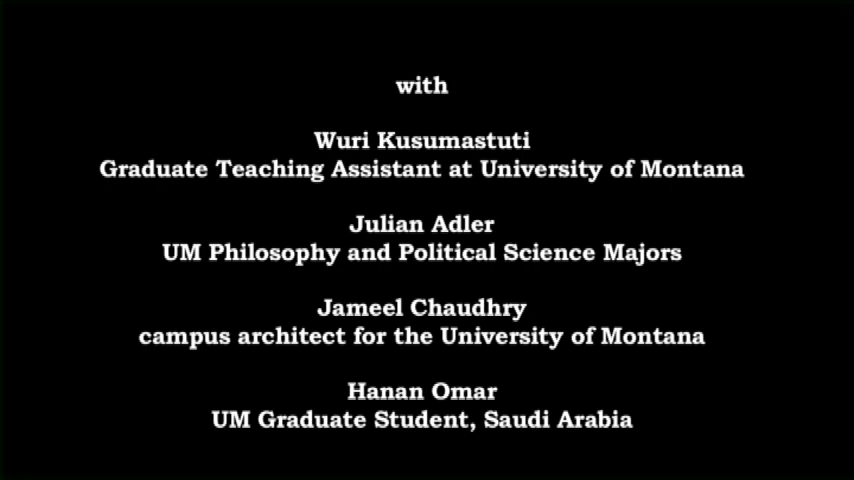 with
Wuri Kusumastuti
Graduate Teaching Assistant at University of Montana
Julian Adler
UM Philosophy and Political Science Majors
Jameel Chaudhry
campus architect for the University of Montana
Hanan Omar
UM Graduate Student, Saudi Arabia